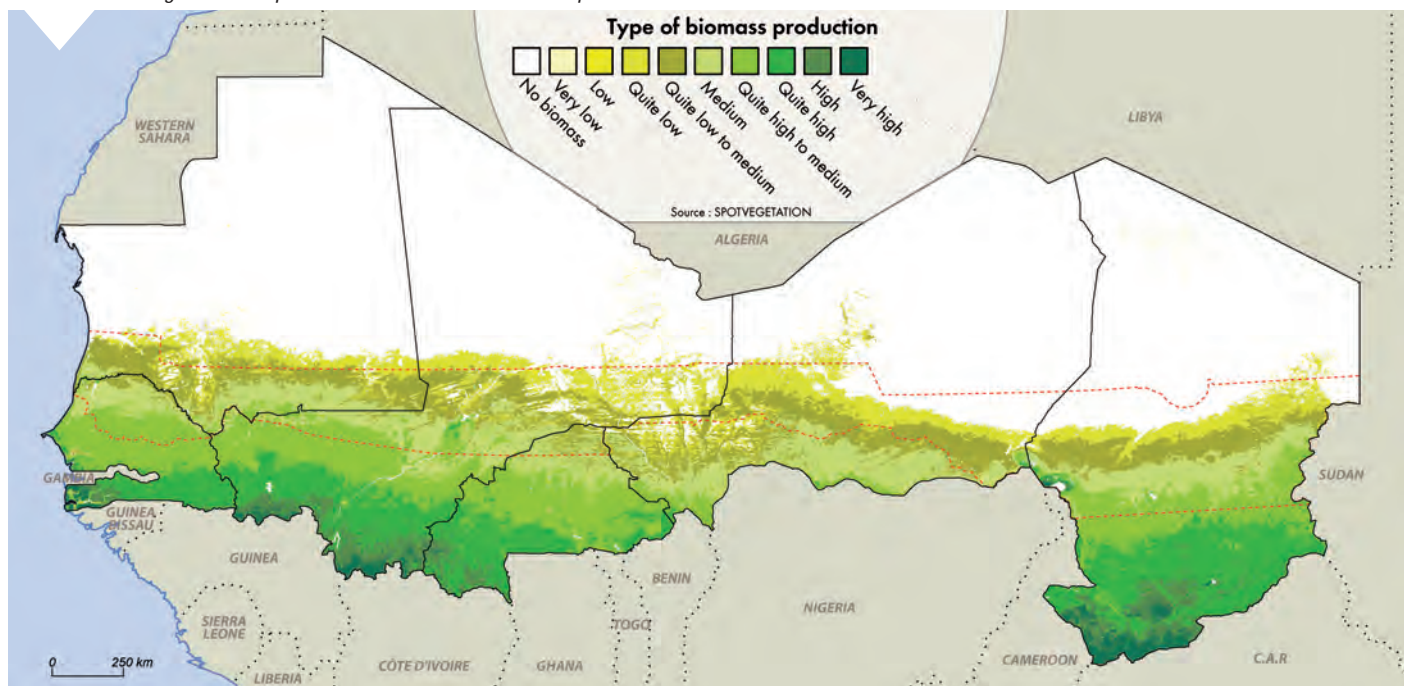 Type of biomass production
No biomass
Very low
Low
Quite low
Quite low to medium
Medium
Quite high to medium
Quite high
High
Very high
Source : SPOTVEGETATION
WESTERN
SAHARA
LIBYA
ALGERIA
GAMBIA
GUINEA
BISSAU
SUDAN
GUINEA
BENIN
NIGERIA
SIERRA
LEONE
TOGO
CÔTE D'IVOIRE
GHANA
CAMEROON
C.A.R
LIBERIA
0 250 km